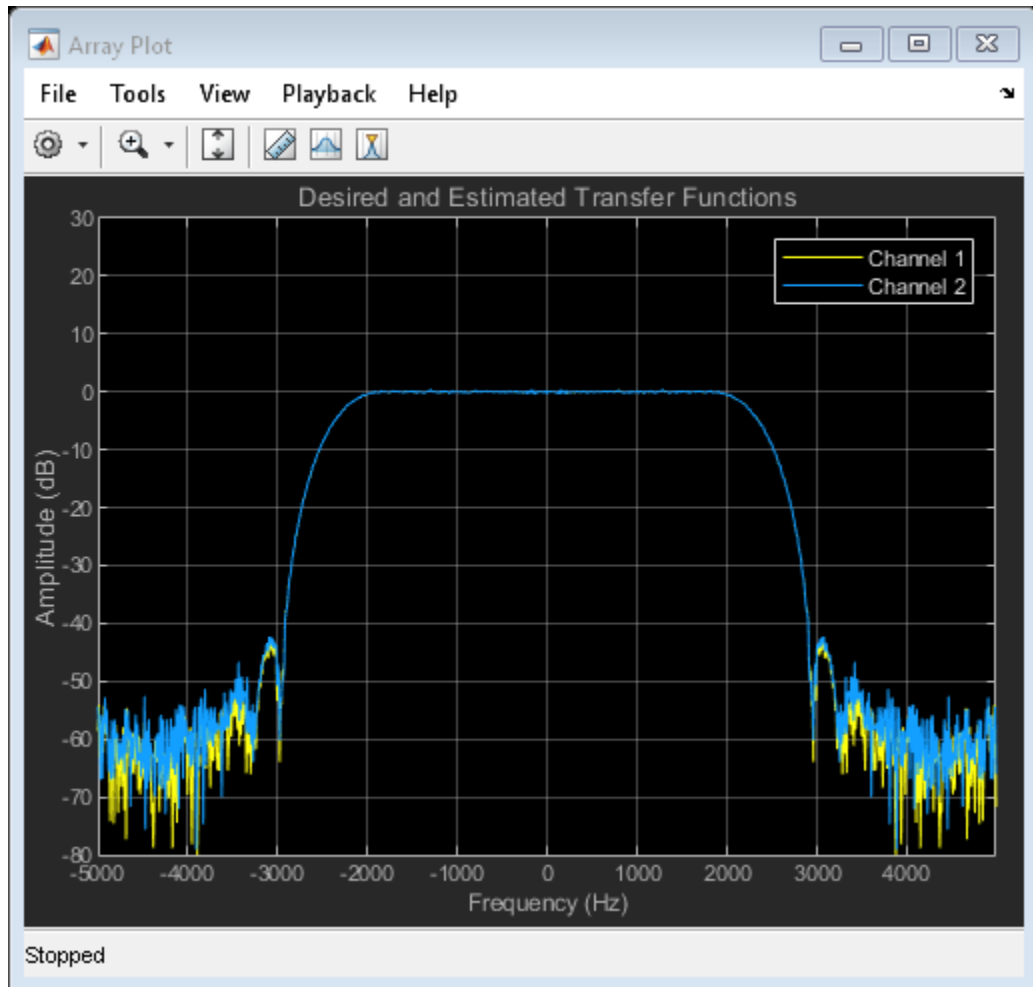 Array Plot
File Tools View Playback Help
Desired and Estimated Transfer Functions
Channel 1
Channel 2
30
20
10
0
-10
-20
-30
-40
-50
-60
-70
-80
Amplitude (dB)
-5000 -4000 -3000 -2000 -1000 0 1000 2000 3000 4000
Frequency (Hz)
Stopped